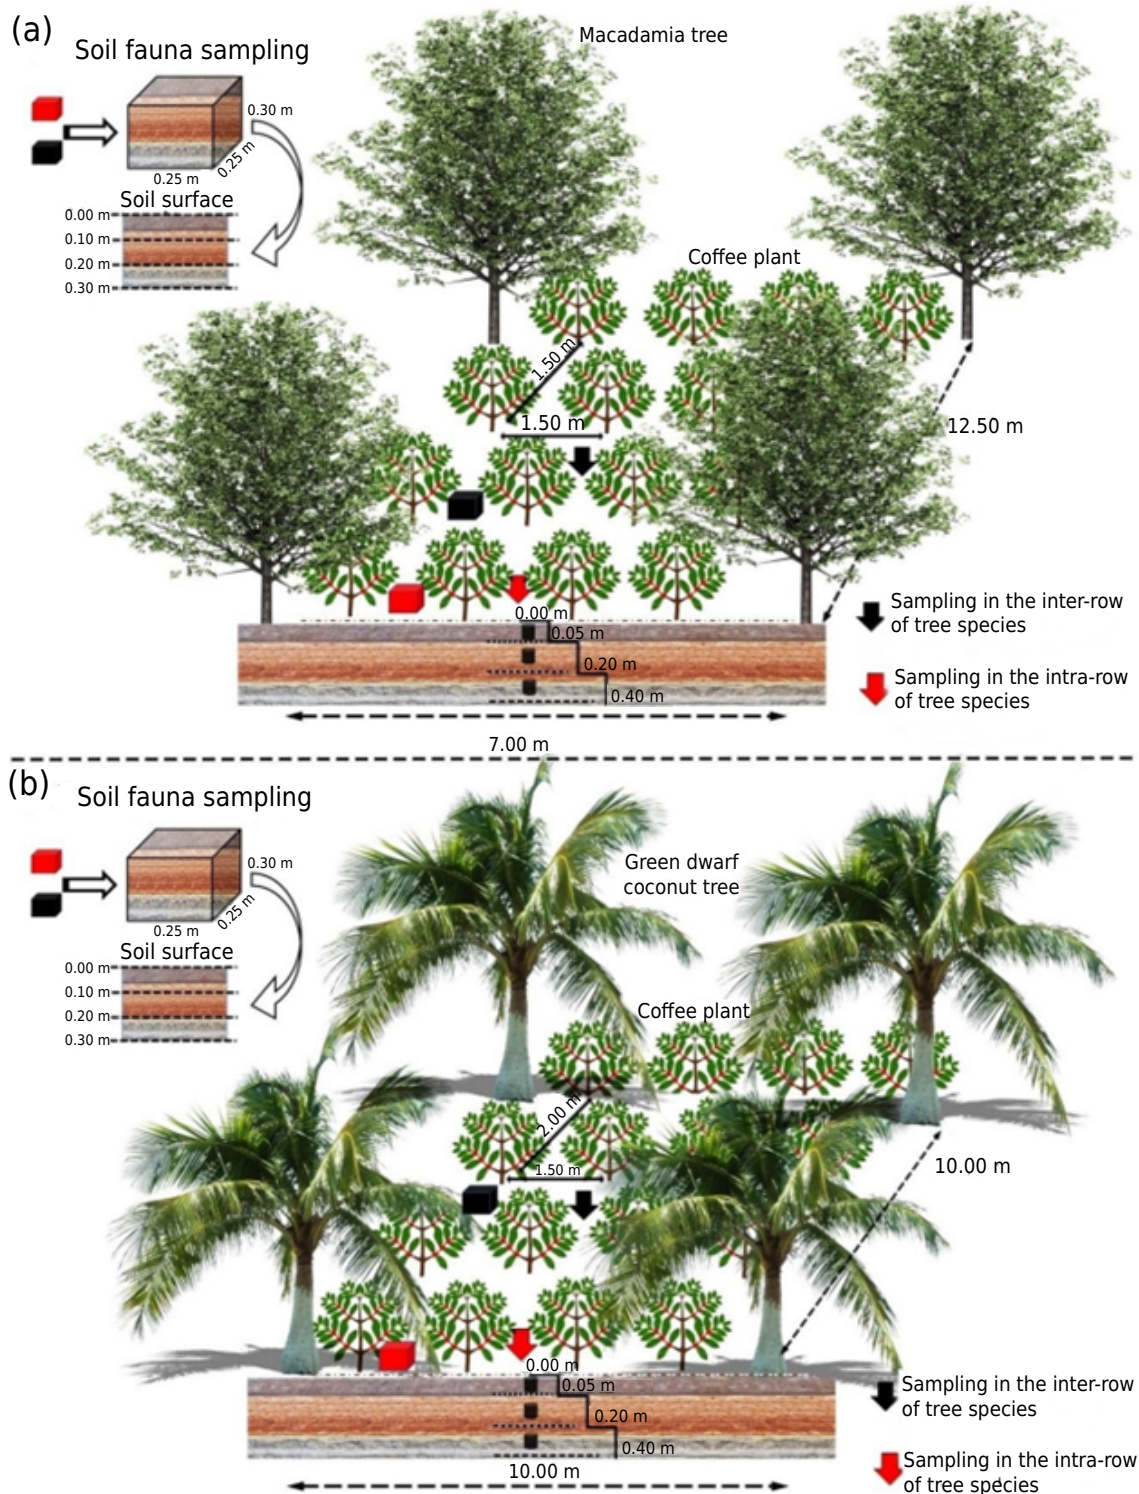 (a)
Soil fauna sampling
Macadamia tree
0.30 m
0.25 m
0.25 m
Soil surface
0.00 m
0.10 m
0.20 m
0.30 m
Coffee plant
1.50 m
1.50 m
12.50 m
0.00 m
0.05 m
0.20 m
0.40 m
Sampling in the inter-row
of tree species
Sampling in the intra-row
of tree species
7.00 m
(b)
Soil fauna sampling
Green dwarf
coconut tree
0.30 m
0.25 m
0.25 m
Soil surface
0.00 m
0.10 m
0.20 m
0.30 m
Coffee plant
2.00 m
1.50 m
10.00 m
0.00 m
0.05 m
0.20 m
0.40 m
Sampling in the inter-row
of tree species
Sampling in the intra-row
of tree species
10.00 m